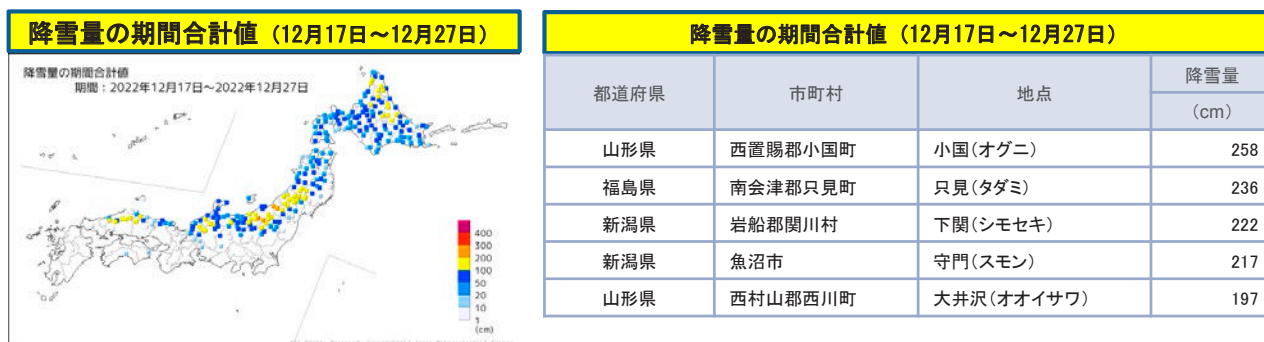 降雪量の期間合計値（12月17日～12月27日）
降雪量の期間合計値
期間：2022年12月17日～2022年12月27日
400
300
200
100
50
20
10
1
(cm)
降雪量の期間合計値（12月17日～12月27日）
都道府県 市町村 地点 降雪量
（cm）
山形県 西置賜郡小国町 小国(オグニ) 258
福島県 南会津郡只見町 只見(タダミ) 236
新潟県 岩船郡関川村 下関(シモセキ) 222
新潟県 魚沼市 守門(スモン) 217
山形県 西村山郡西川町 大井沢(オオイサワ) 197